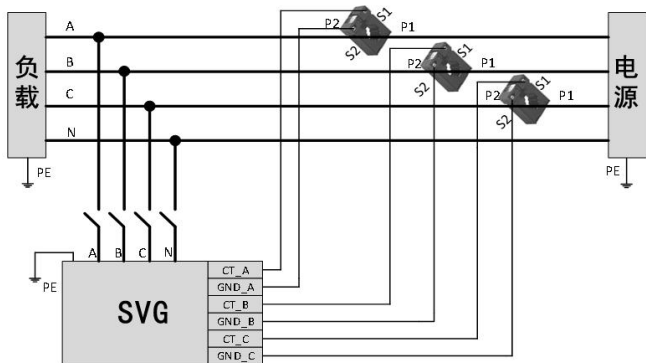 负载
电源
A
B
C
N
PE
PE
P2
S1
S2
P1
P2
S1
S2
P1
P2
S1
S2
P1
A
B
C
N
PE
SVG
CT_A
GND_A
CT_B
GND_B
CT_C
GND_C